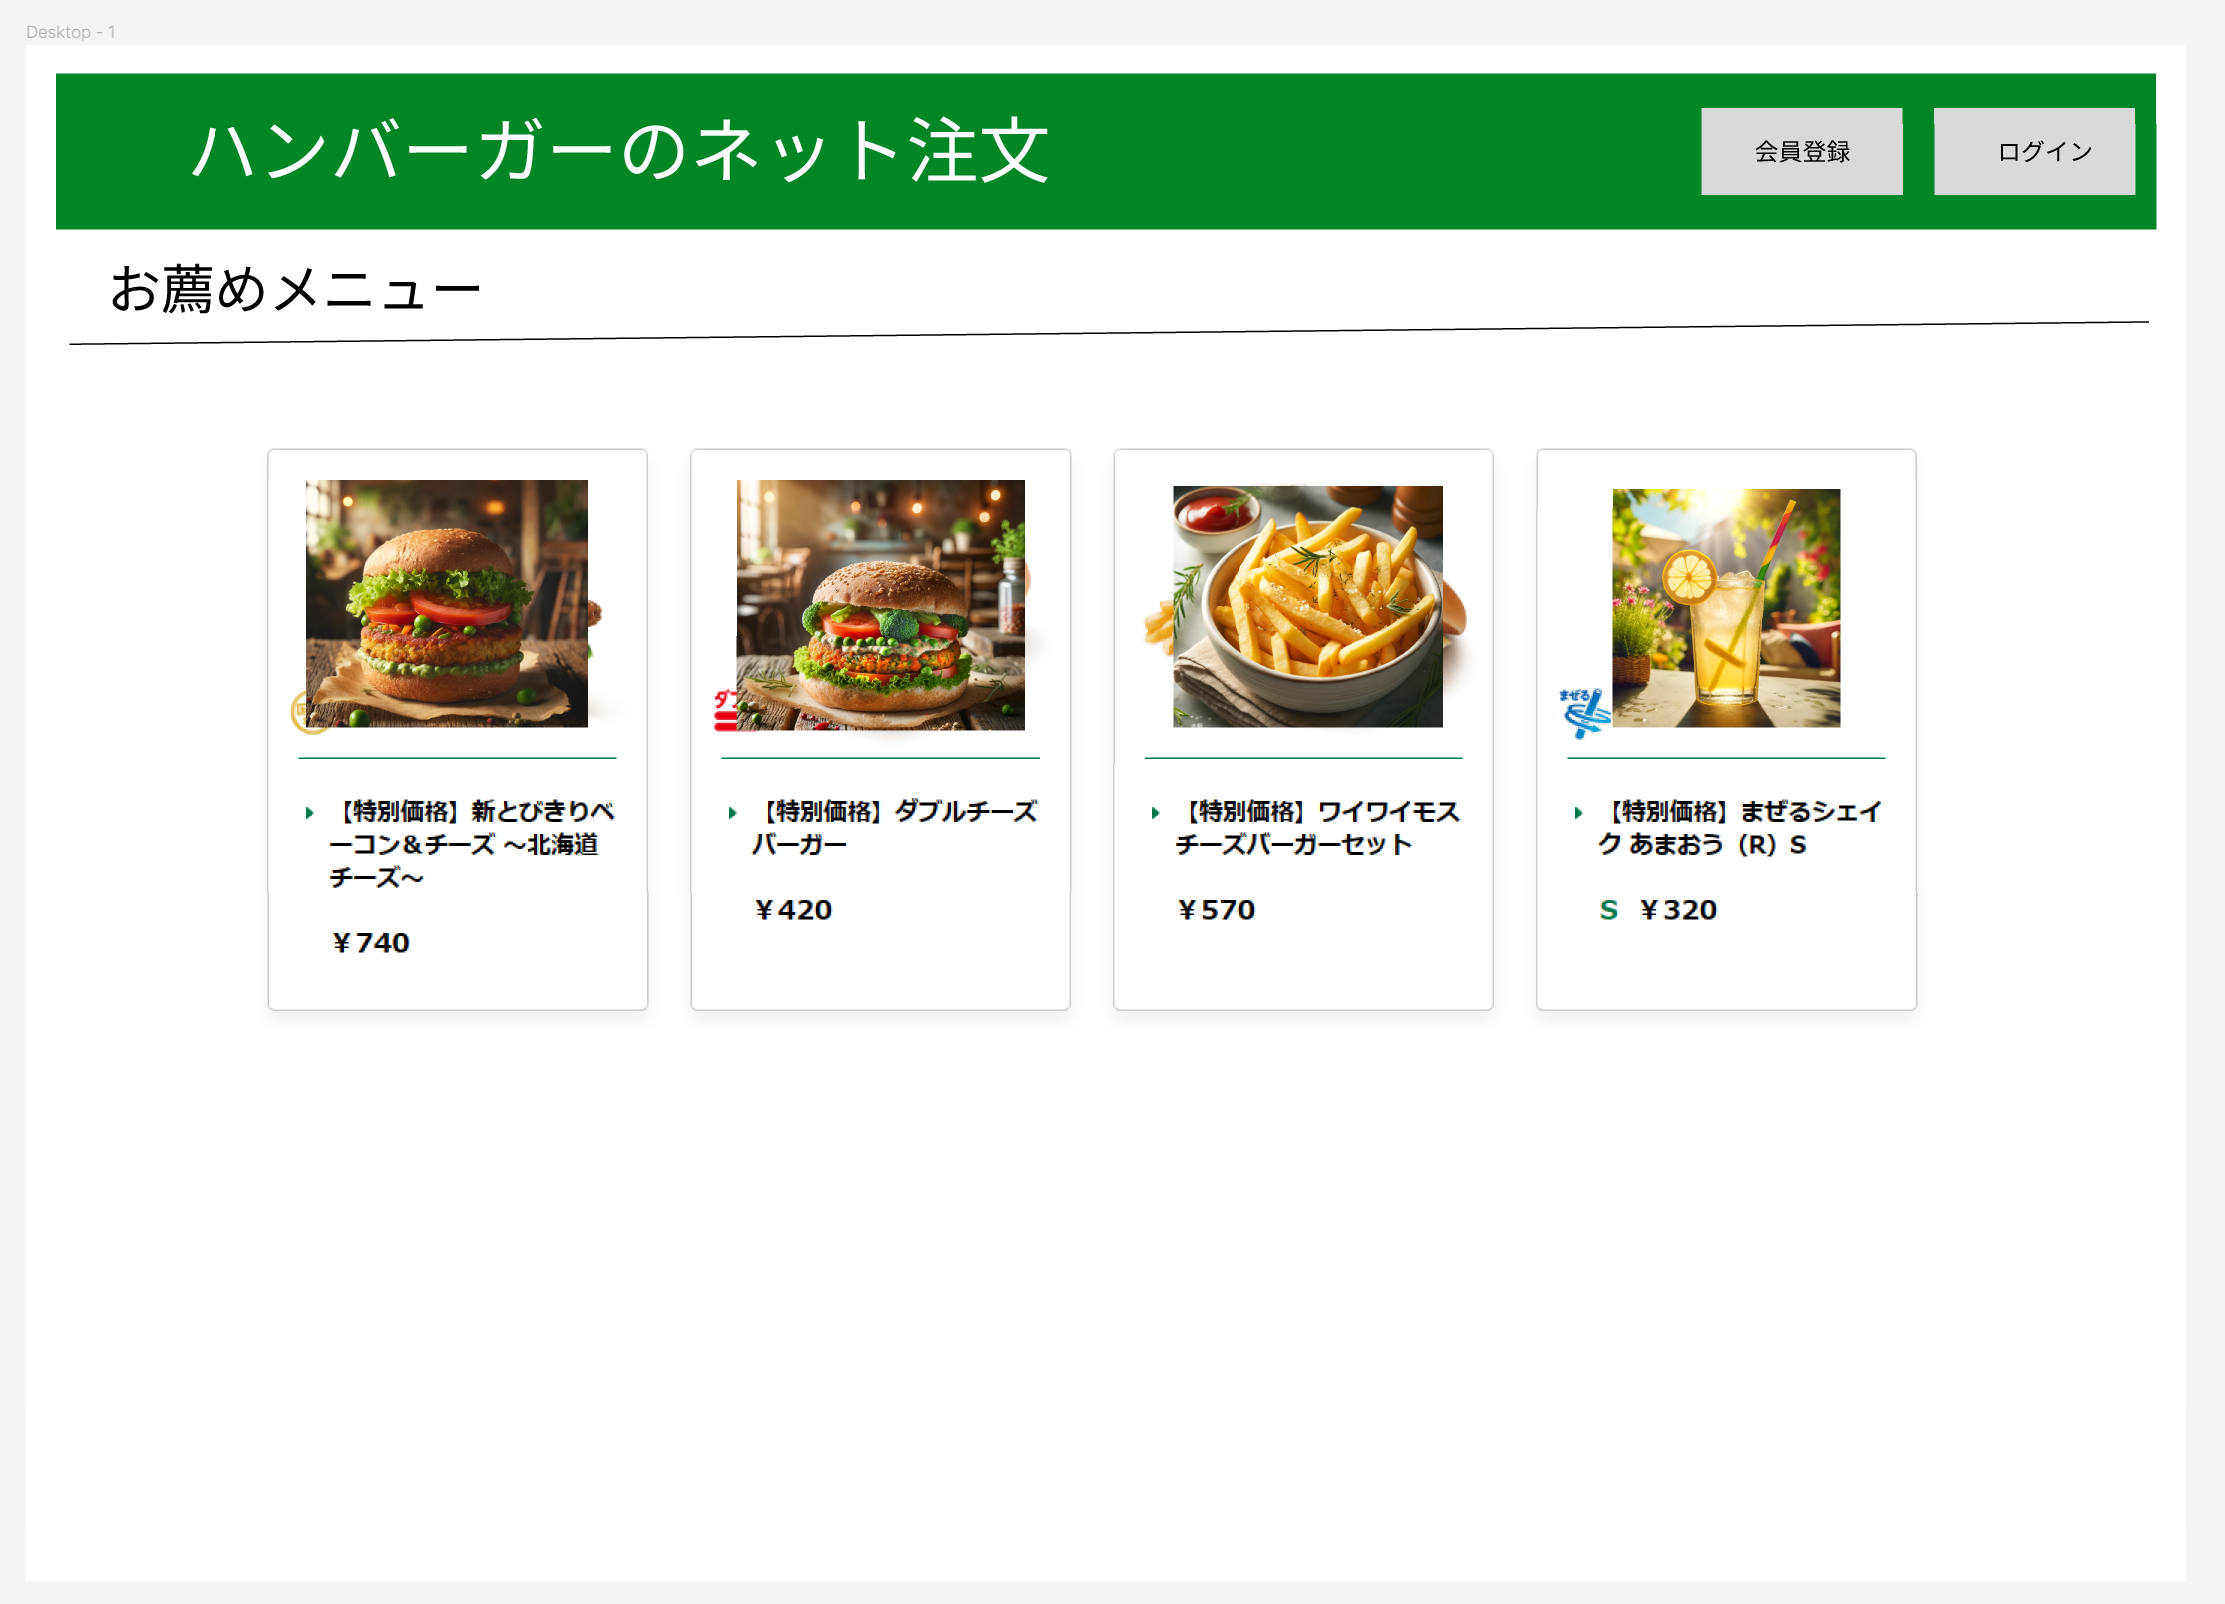 Desktop - 1
ハンバーガーのネット注文
会員登録
ログイン
お薦めメニュー
まぜる
【特別価格】新とびきりベ
ーコン＆チーズ ～北海道
チーズ～
￥740
【特別価格】ダブルチーズ
バーガー
￥420
【特別価格】ワイワイモス
チーズバーガーセット
￥570
【特別価格】まぜるシェイ
ク あまおう（R）S
S ￥320